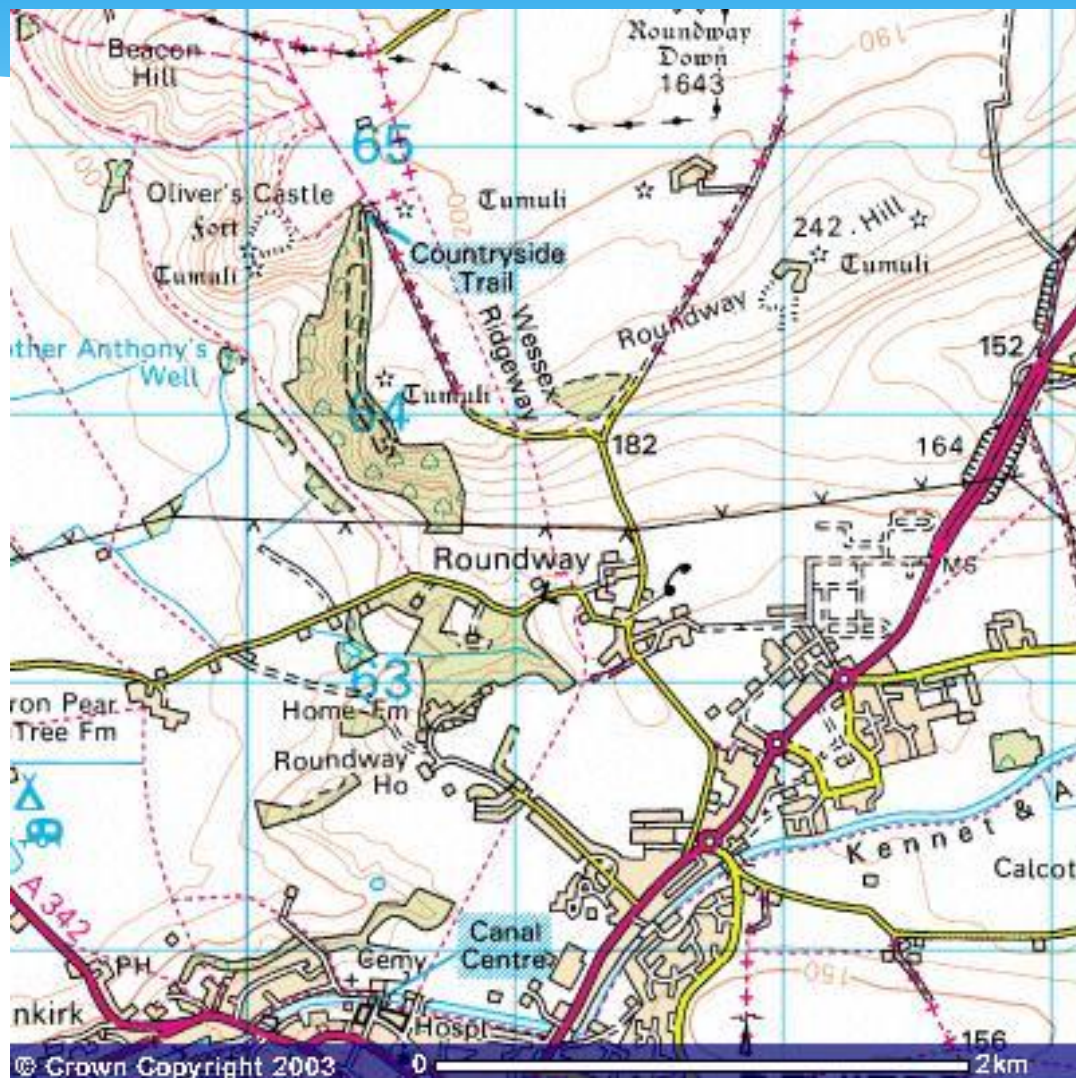 Beacon
Hill
Roundway
Down
1643
190
65
100
Oliver's Castle
Fort
Tumuli
Tumuli
200
Countryside
Trail
242
Hill
Tumuli
Roundway
Wessex
Ridgeway
152
ther Anthony's
Well
64
Tumuli
182
164
Roundway
MS
63
ron Pear
Tree Fm
Home Fm
Roundway
Ho
A
Kennet &
Calcot
A 342
Canal
Centre
Cemy
PH
150
nkirk
Hospl
156
© Crown Copyright 2003
0
2km